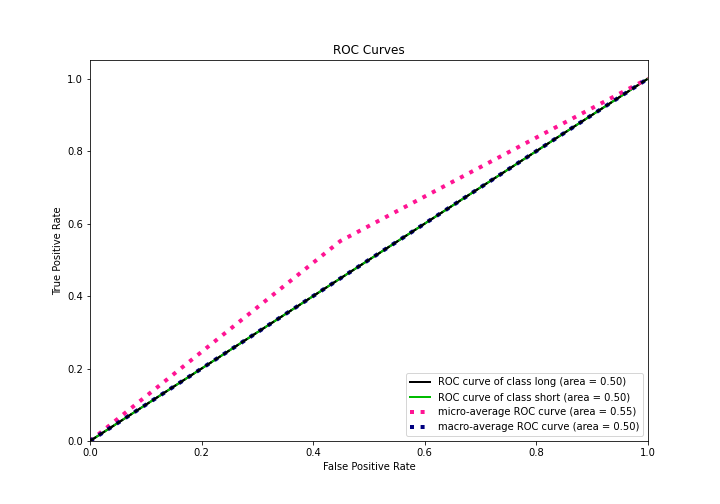 ROC Curves
True Positive Rate
1.0
0.8
0.6
0.4
0.2
0.0
0.0 0.2 0.4 0.6 0.8 1.0
False Positive Rate
ROC curve of class long (area = 0.50)
ROC curve of class short (area = 0.50)
micro-average ROC curve (area = 0.55)
macro-average ROC curve (area = 0.50)